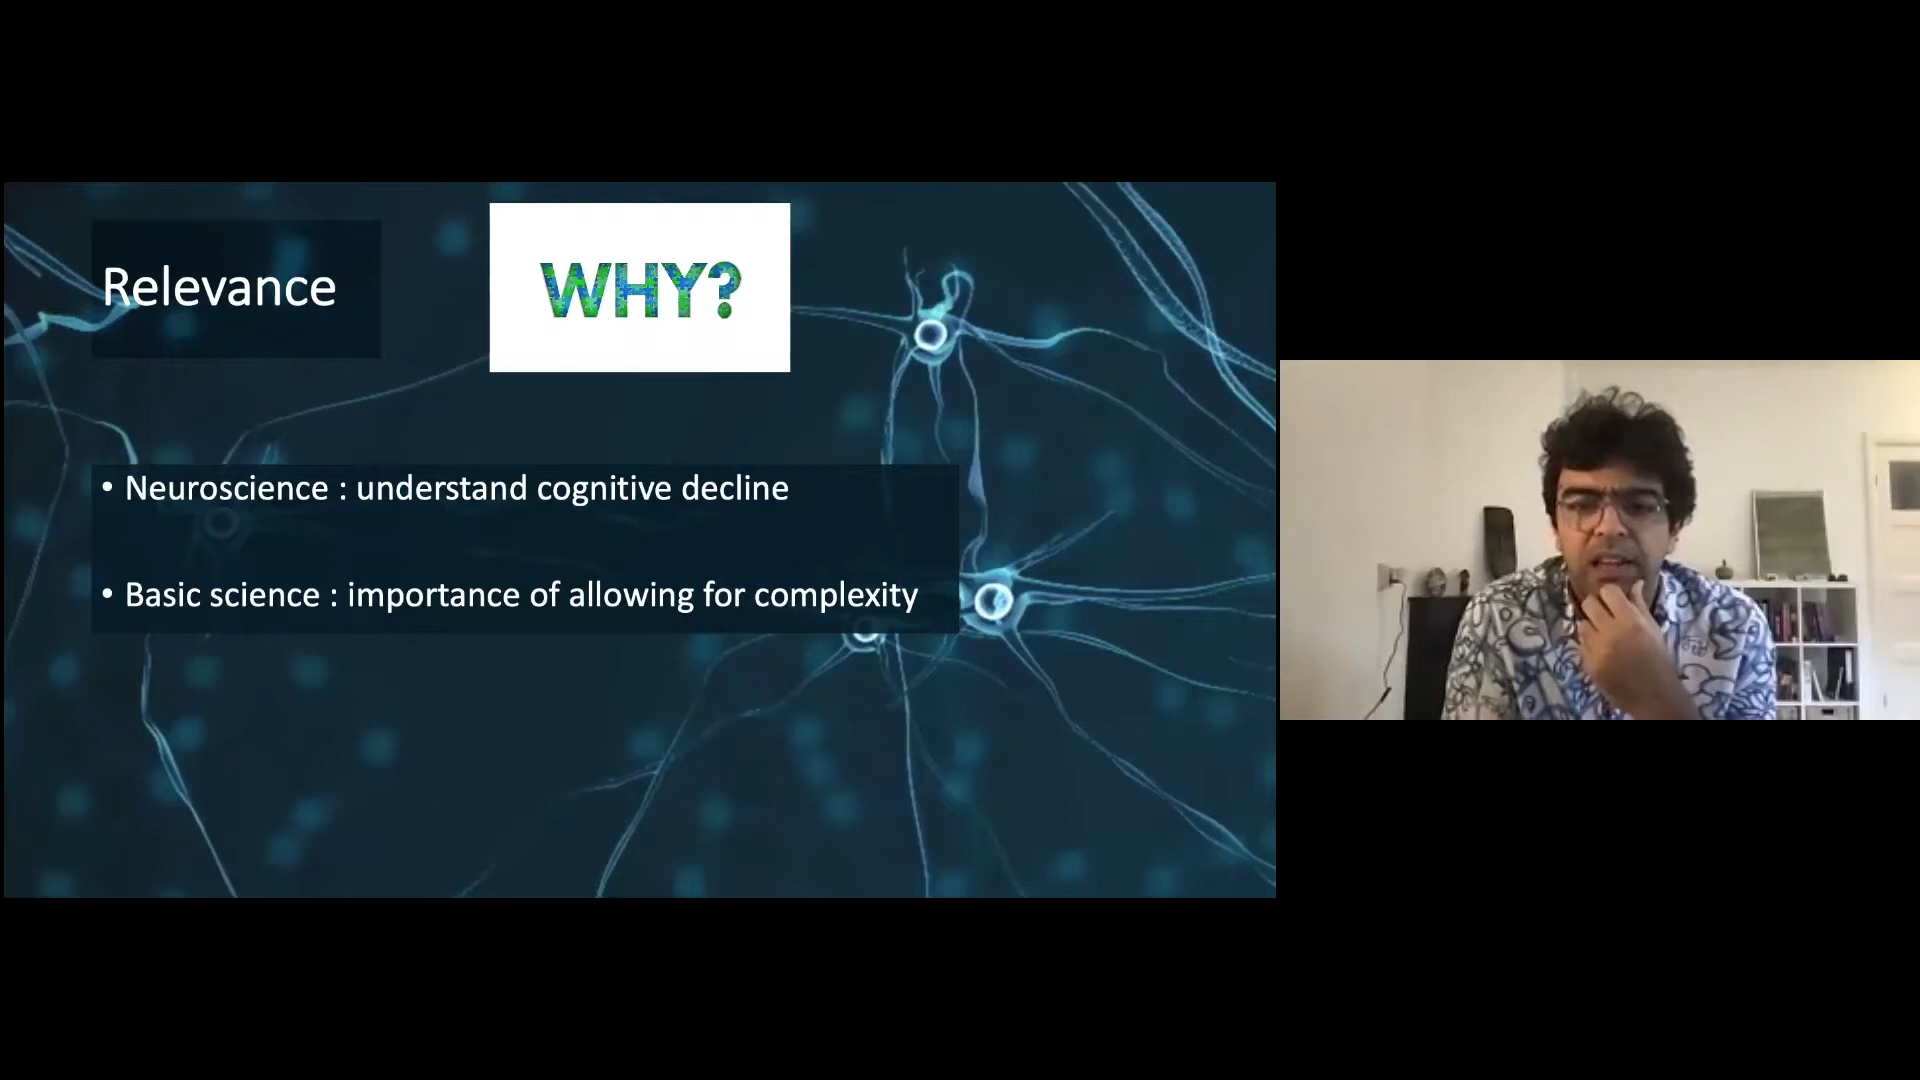 Relevance
WHY?
• Neuroscience : understand cognitive decline
• Basic science : importance of allowing for complexity